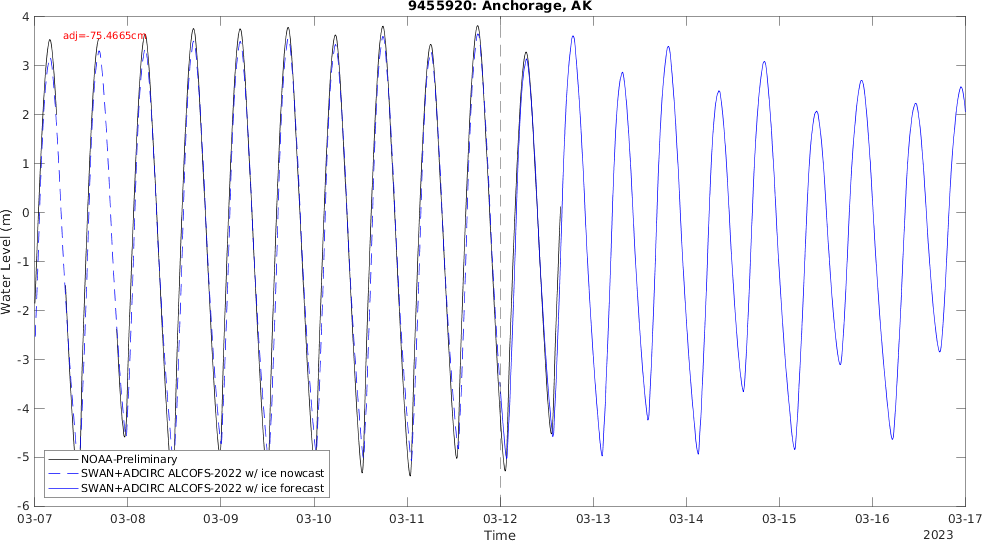 9455920: Anchorage, AK
adj=-75.4665cm
4
3
2
1
0
-1
-2
-3
-4
-5
-6
Water Level (m)
NOAA-Preliminary
SWAN+ADCIRC ALCOFS-2022 w/ ice nowcast
SWAN+ADCIRC ALCOFS-2022 w/ ice forecast
03-07 03-08 03-09 03-10 03-11 03-12 03-13 03-14 03-15 03-16 03-17
Time
2023